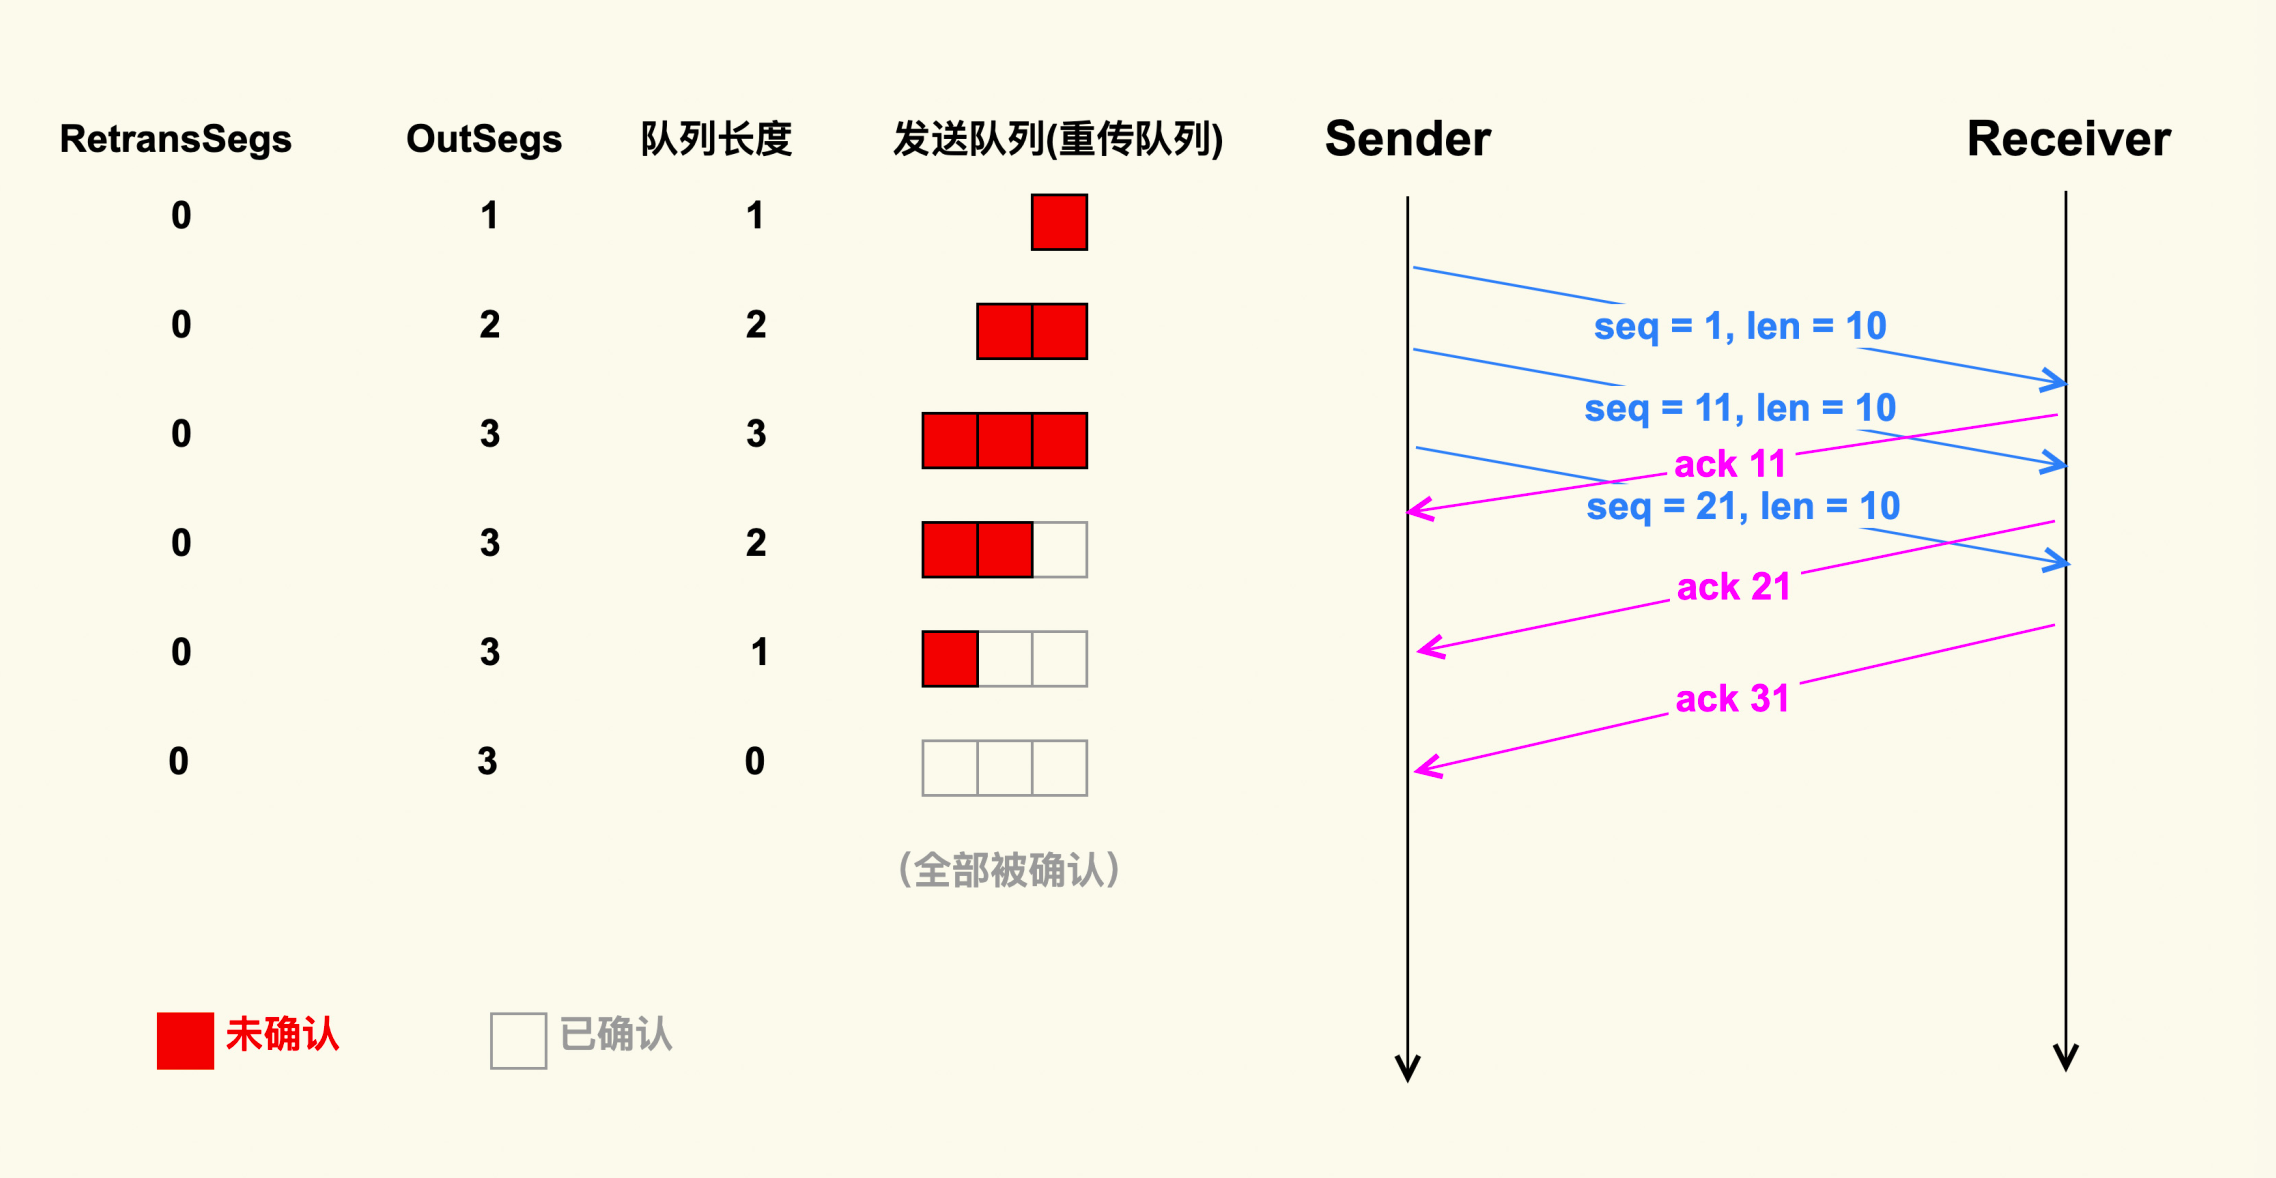 RetransSegs OutSegs 队列长度 发送队列(重传队列) Sender Receiver
0 1 1
0 2 2
seq = 1, len = 10
seq = 11, len = 10
0 3 3
ack 11
seq = 21, len = 10
0 3 2
ack 21
0 3 1
ack 31
0 3 0
(全部被确认)
未确认 已确认